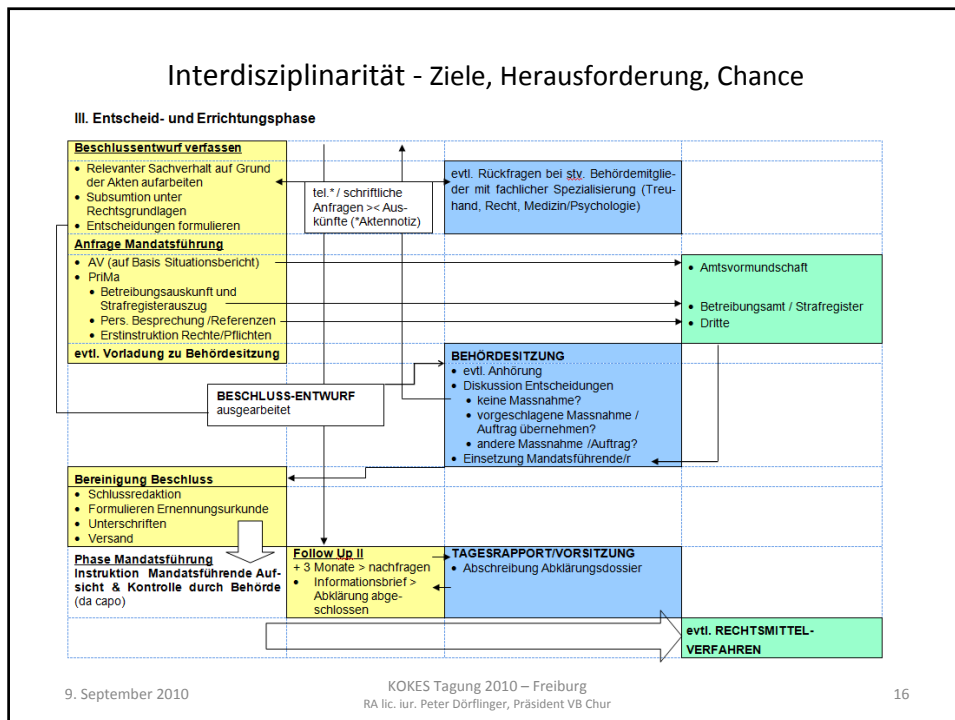 Interdisziplinarität - Ziele, Herausforderung, Chance
III. Entscheid- und Errichtungsphase
Beschlussentwurf verfassen
• Relevanter Sachverhalt auf Grund
der Akten aufarbeiten
• Subsumtion unter
Rechtsgrundlagen
• Entscheidungen formulieren
tel.* / schriftliche
Anfragen >< Aus-
künfte (*Aktennotiz)
evtl. Rückfragen bei stv. Behördemitglie-
der mit fachlicher Spezialisierung (Treu-
hand, Recht, Medizin/Psychologie)
Anfrage Mandatsführung
• AV (auf Basis Situationsbericht)
• PriMa
• Betreibungsauskunft und
Strafregisterauszug
• Pers. Besprechung /Referenzen
• Erstinstruktion Rechte/Pflichten
evtl. Vorladung zu Behördesitzung
• Amtsvormundschaft
• Betreibungsamt / Strafregister
• Dritte
BESCHLUSS-ENTWURF
ausgearbeitet
BEHÖRDESITZUNG
• evtl. Anhörung
• Diskussion Entscheidungen
• keine Massnahme?
• vorgeschlagene Massnahme /
Auftrag übernehmen?
• andere Massnahme /Auftrag?
• Einsetzung Mandatsführende/r
Bereinigung Beschluss
• Schlussredaktion
• Formulieren Ernennungsurkunde
• Unterschriften
• Versand
Phase Mandatsführung
Instruktion Mandatsführende Auf-
sicht & Kontrolle durch Behörde
(da capo)
Follow Up II
+ 3 Monate > nachfragen
• Informationsbrief >
Abklärung abge-
schlossen
TAGESRAPPORT/VORSITZUNG
• Abschreibung Abklärungsdossier
evtl. RECHTSMITTEL-
VERFAHREN
9. September 2010
KOKES Tagung 2010 – Freiburg
RA lic. iur. Peter Dörflinger, Präsident VB Chur
16